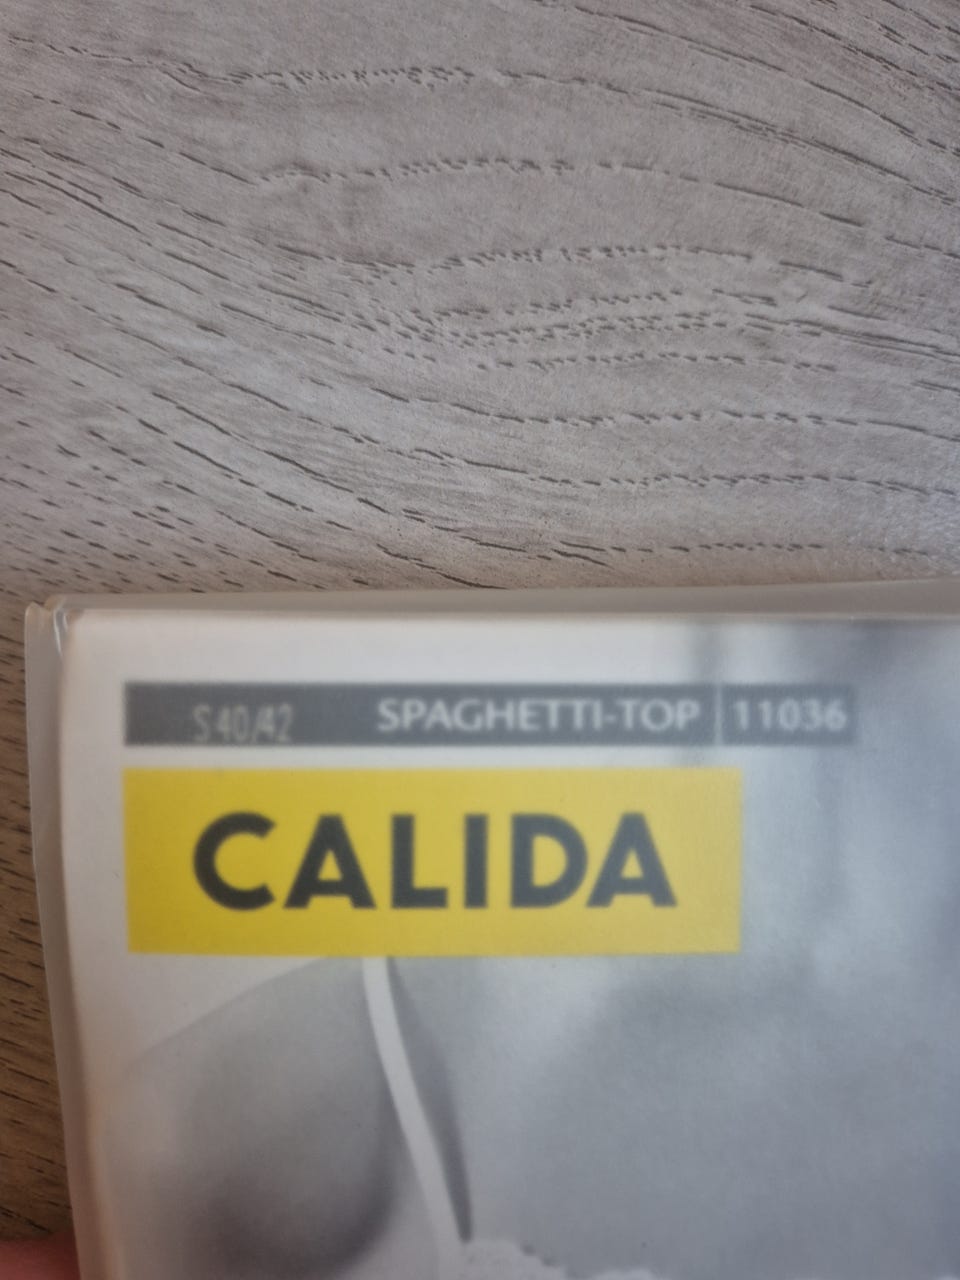 S 40/42 SPAGHETTI-TOP 11036
CALIDA